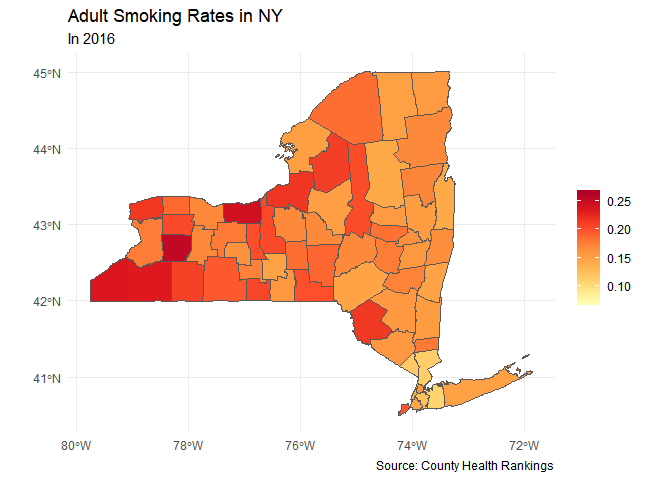 Adult Smoking Rates in NY
In 2016
45°N
44°N
43°N
42°N
41°N
80°W 78°W 76°W 74°W 72°W
0.25
0.20
0.15
0.10
Source: County Health Rankings